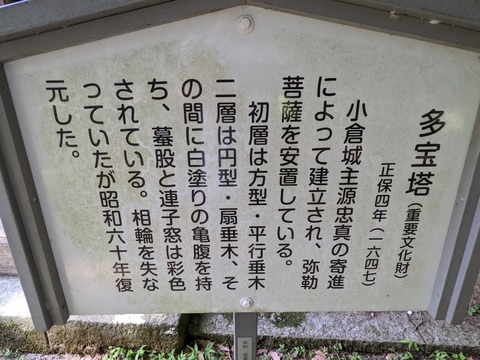 多宝塔（重要文化財）
正保四年（一六四七）
小倉城主源忠真の寄進
によって建立され、弥勒
菩薩を安置している。
初層は方型・平行垂木
二層は円型・扇垂木、そ
の間に白塗りの亀腹を持
ち、蟇股と連子窓は彩色
されている。相輪を失な
っていたが昭和六十年復
元した。